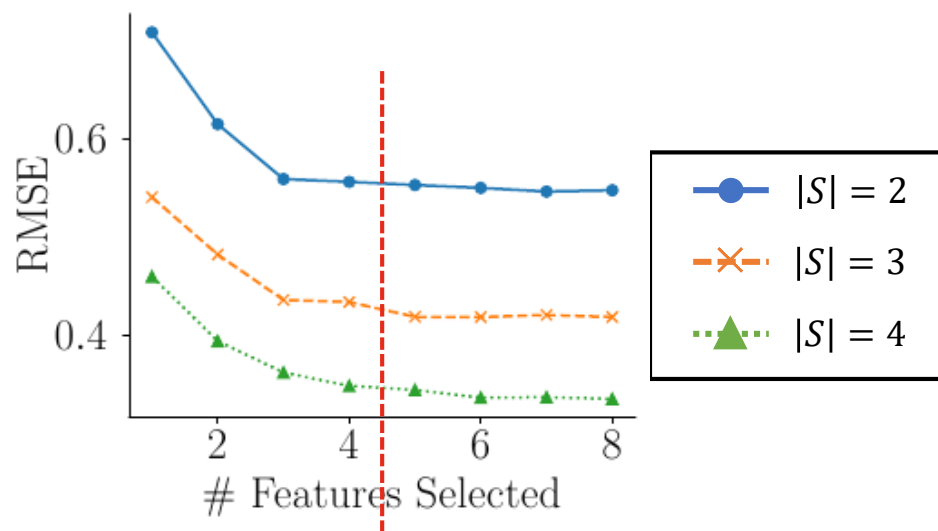 RMSE
0.6
0.4
2
4
6
8
# Features Selected
|S| = 2
|S| = 3
|S| = 4